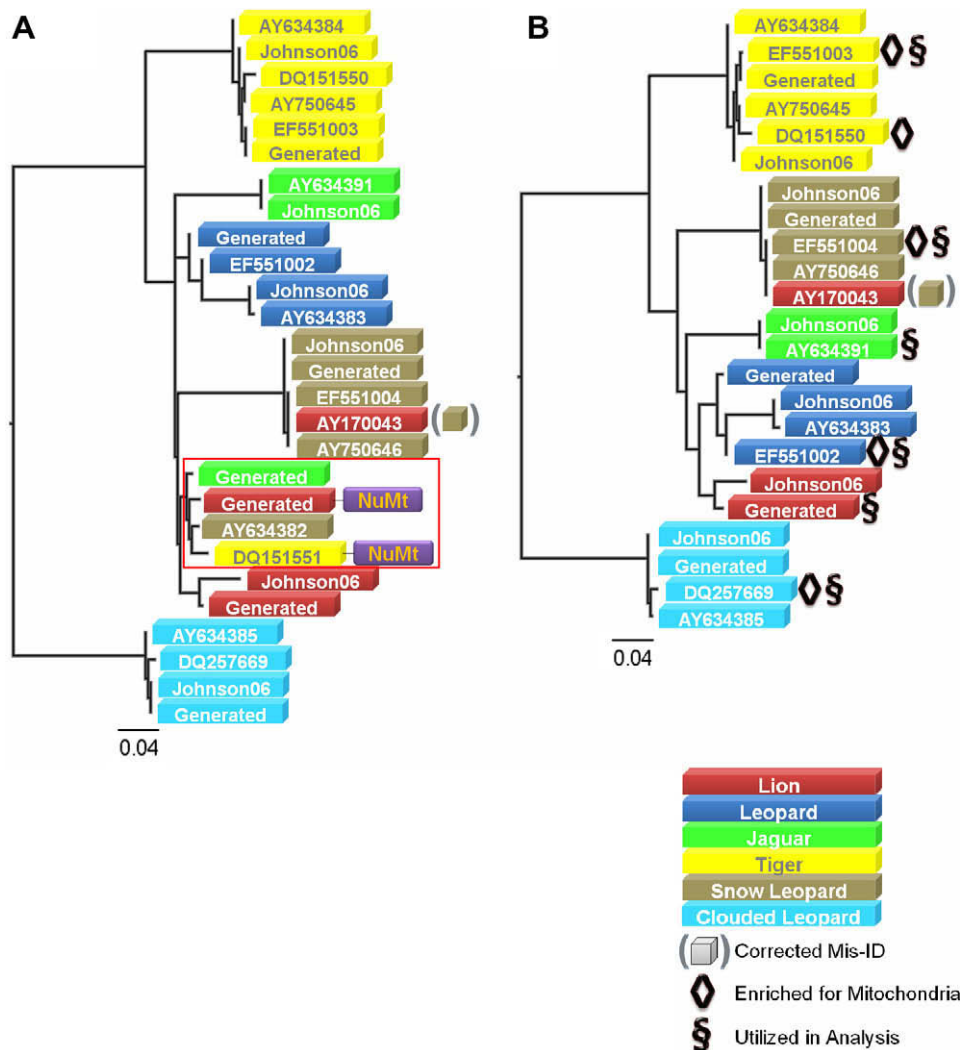 A
AY634384
Johnson06
DQ151550
AY750645
EF551003
Generated
AY634391
Johnson06
Generated
EF551002
Johnson06
AY634383
Johnson06
Generated
EF551004
AY170043 ( )
AY750646
Generated
Generated NuMt
AY634382
DQ151551 NuMt
Johnson06
Generated
AY634385
DQ257669
Johnson06
Generated
0.04
B
AY634384
EF551003 §
Generated
AY750645
DQ151550
Johnson06
Johnson06
Generated
EF551004 §
AY750646
AY170043 ( )
Johnson06
AY634391 §
Generated
Johnson06
AY634383
EF551002 §
Johnson06
Generated §
Johnson06
Generated
DQ257669 §
AY634385
0.04
Lion
Leopard
Jaguar
Tiger
Snow Leopard
Clouded Leopard
( ) Corrected Mis-ID
Enriched for Mitochondria
§ Utilized in Analysis